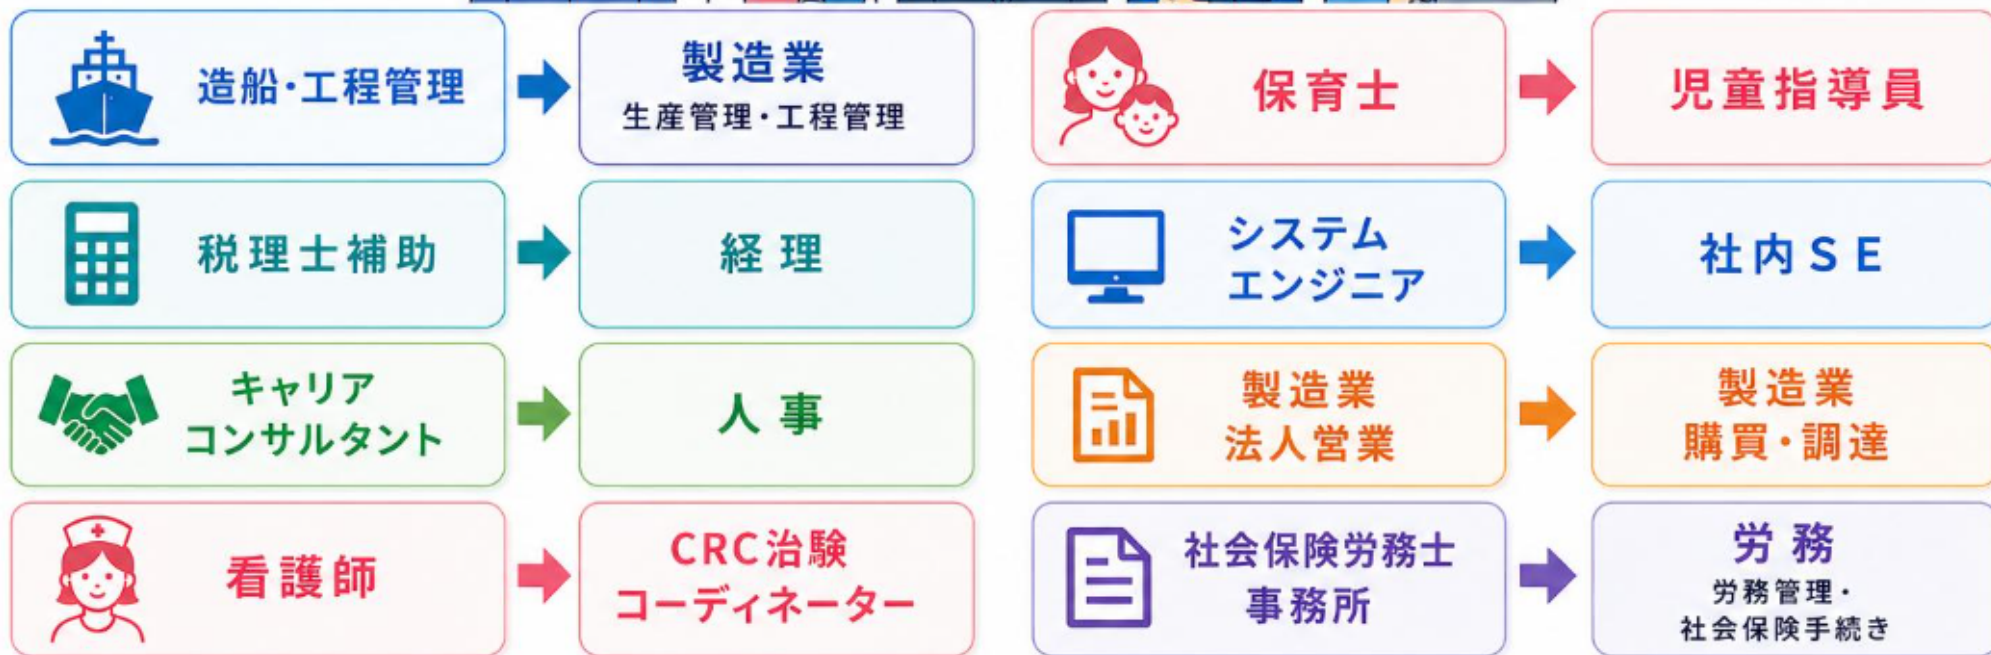 造船・工程管理
製造業
生産管理・工程管理
保育士
児童指導員
税理士補助
経理
システム
エンジニア
社内SE
キャリア
コンサルタント
人事
製造業
法人営業
製造業
購買・調達
看護師
CRC治験
コーディネーター
社会保険労務士
事務所
労務
労務管理・
社会保険手続き